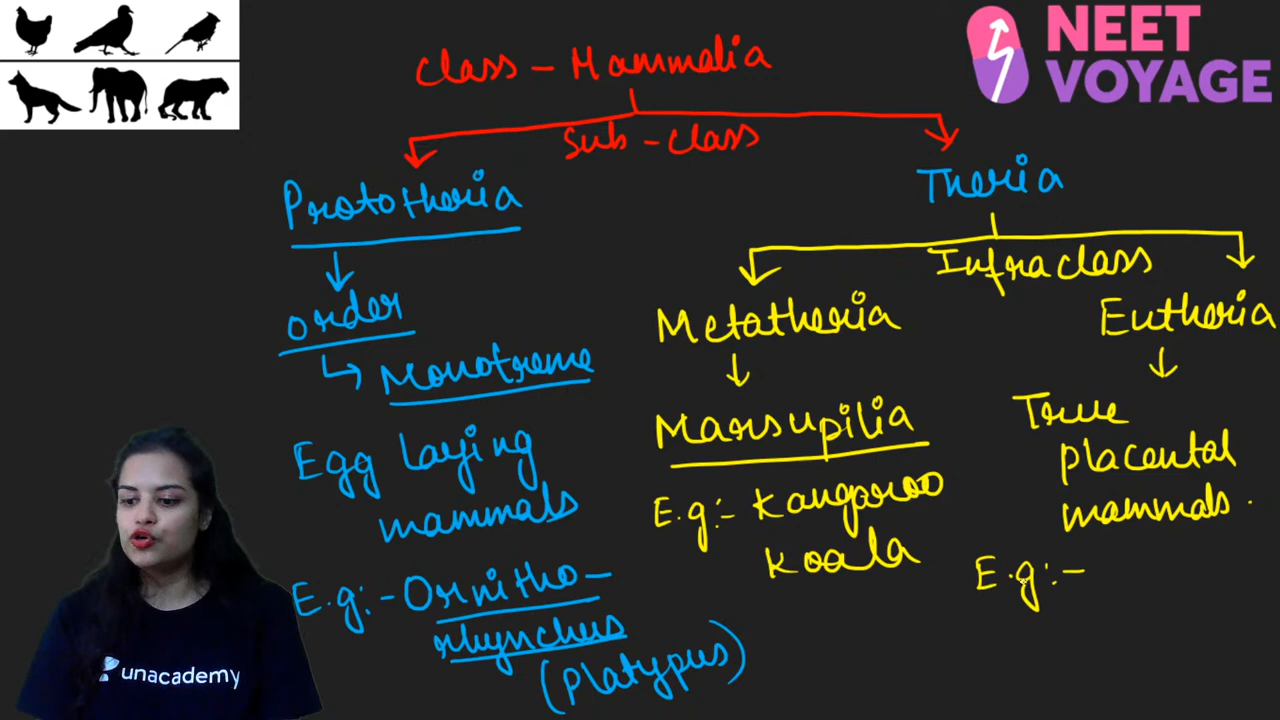 NEET
VOYAGE
Class - Mammalia
Sub - class
Prototheria
Theria
Infraclass
order
Monotreme
Metatheria
Eutheria
Egg laying
mammals
Marsupilia
True
placental
mammals.
E.g:- Kangaroo
Koala
E.g:- Ornitho-
rhynchus
(Platypus)
E.g:-
unacademy